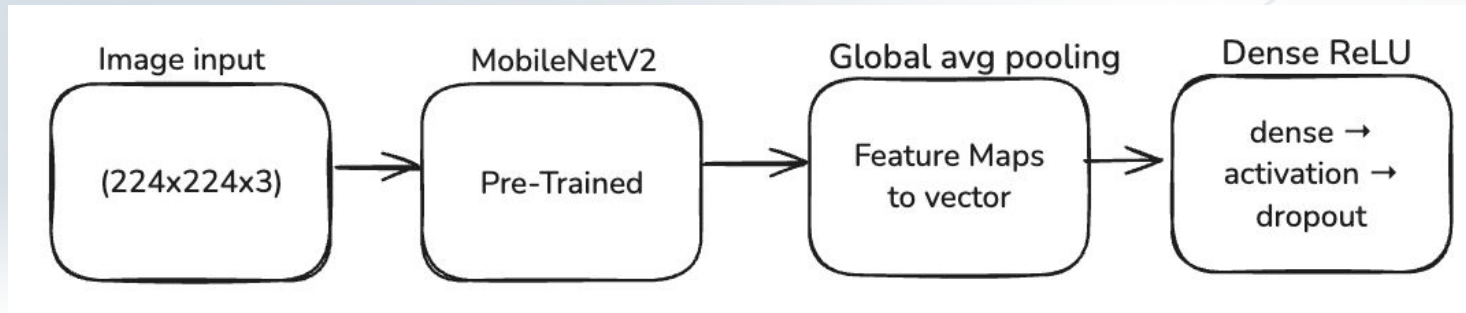 Image input
(224x224x3)
MobileNetV2
Pre-Trained
Global avg pooling
Feature Maps
to vector
Dense ReLU
dense →
activation →
dropout